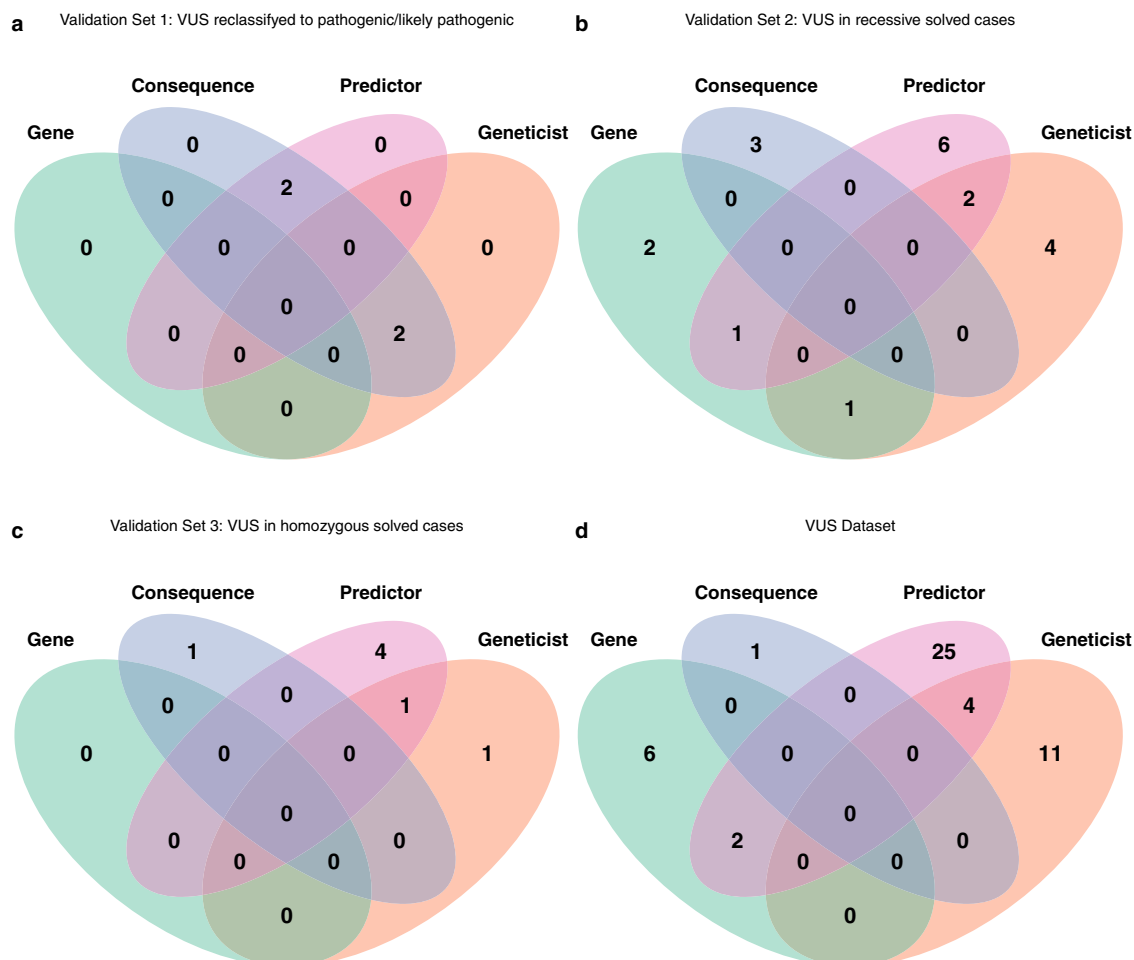 a
Validation Set 1: VUS reclassifyed to pathogenic/likely pathogenic
Consequence
Predictor
Gene
Geneticist
0
0
2
0
0
0
0
0
0
0
0
2
0
0
0
b
Validation Set 2: VUS in recessive solved cases
Consequence
Predictor
Gene
Geneticist
3
6
0
0
2
2
0
0
4
0
1
0
0
0
1
c
Validation Set 3: VUS in homozygous solved cases
Consequence
Predictor
Gene
Geneticist
1
4
0
0
1
0
0
0
1
0
0
0
0
0
0
d
VUS Dataset
Consequence
Predictor
Gene
Geneticist
1
25
0
0
4
6
0
0
11
0
2
0
0
0
0